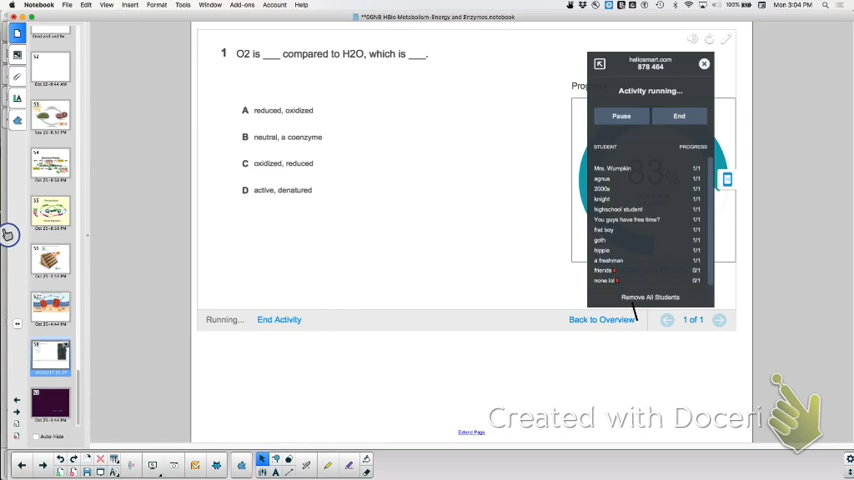 Notebook File Edit View Insert Format Tools Window Add-ons Account Help 100% Mon 3:04 PM
**GGNB HBio Metabolism-Energy and Enzymes.notebook
1 O2 is ___ compared to H2O, which is ___.
A reduced, oxidized
B neutral, a coenzyme
C oxidized, reduced
D active, denatured
83%
hellosmart.com
878 464
Activity running...
Pause End
STUDENT PROGRESS
Mrs. Wumpkin 1/1
agnus 1/1
2000s 1/1
knight 1/1
highschool student 1/1
You guys have free time? 1/1
frat boy 1/1
goth 1/1
hippie 1/1
a freshman 1/1
friends 0/1
none lol 0/1
Remove All Students
Running... End Activity Back to Overview 1 of 1
Extend Page
Auto-hide
Created with Doceri